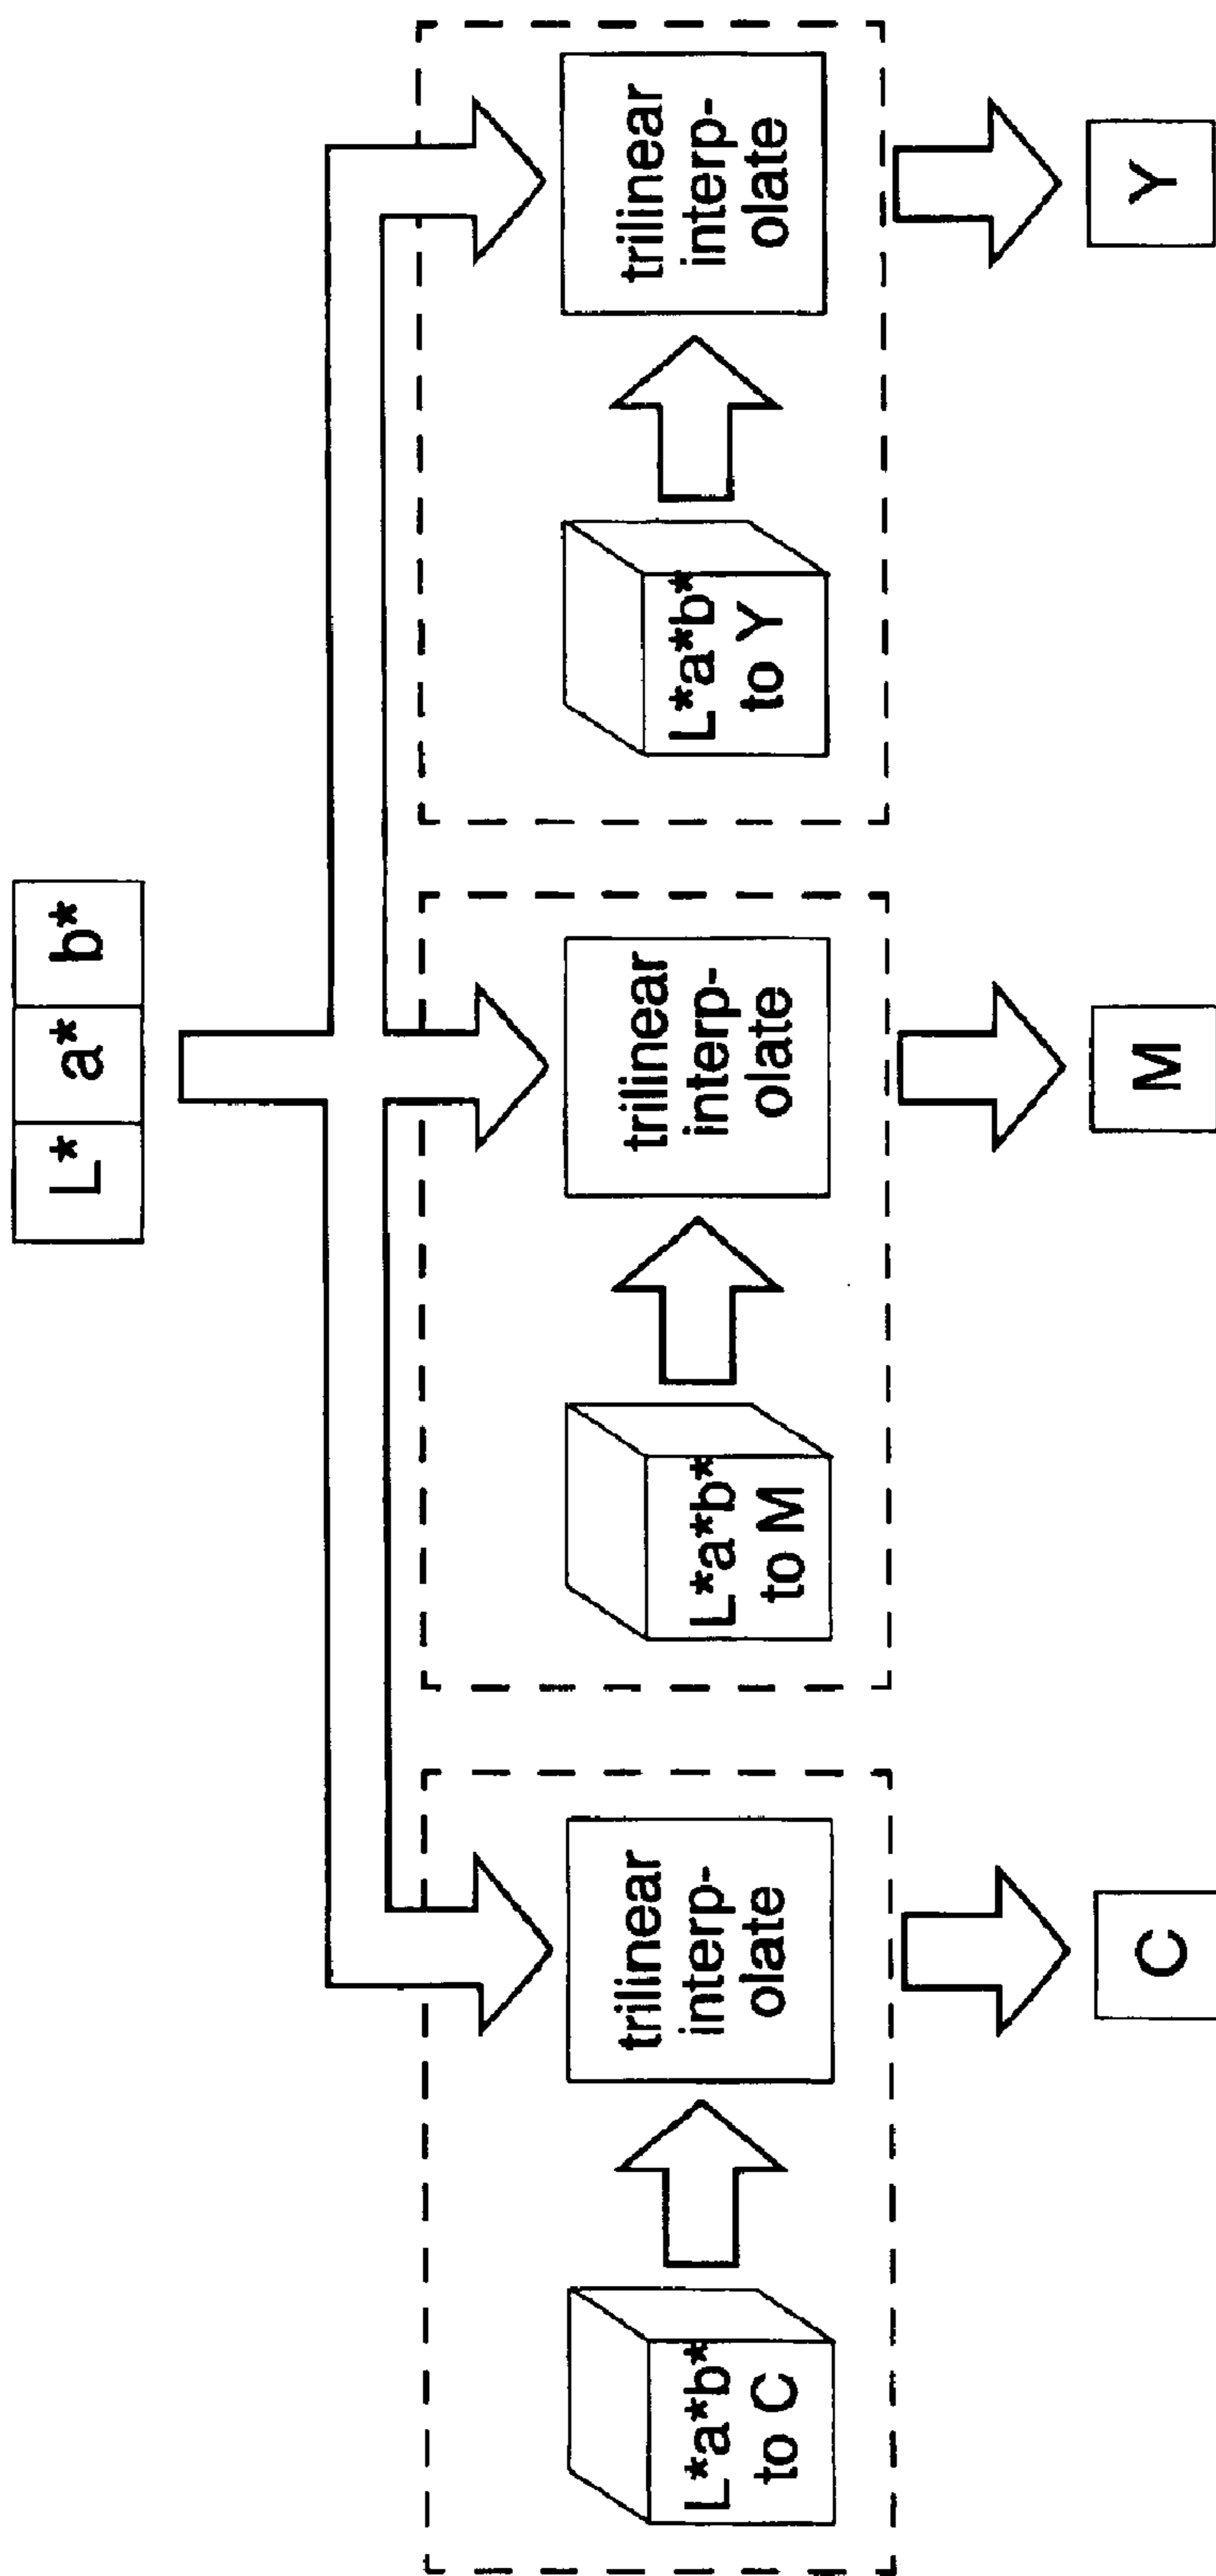 L* a* b*
L*a*b*
to C
trilinear
interp-
olate
L*a*b*
to M
trilinear
interp-
olate
L*a*b*
to Y
trilinear
interp-
olate
C
M
Y